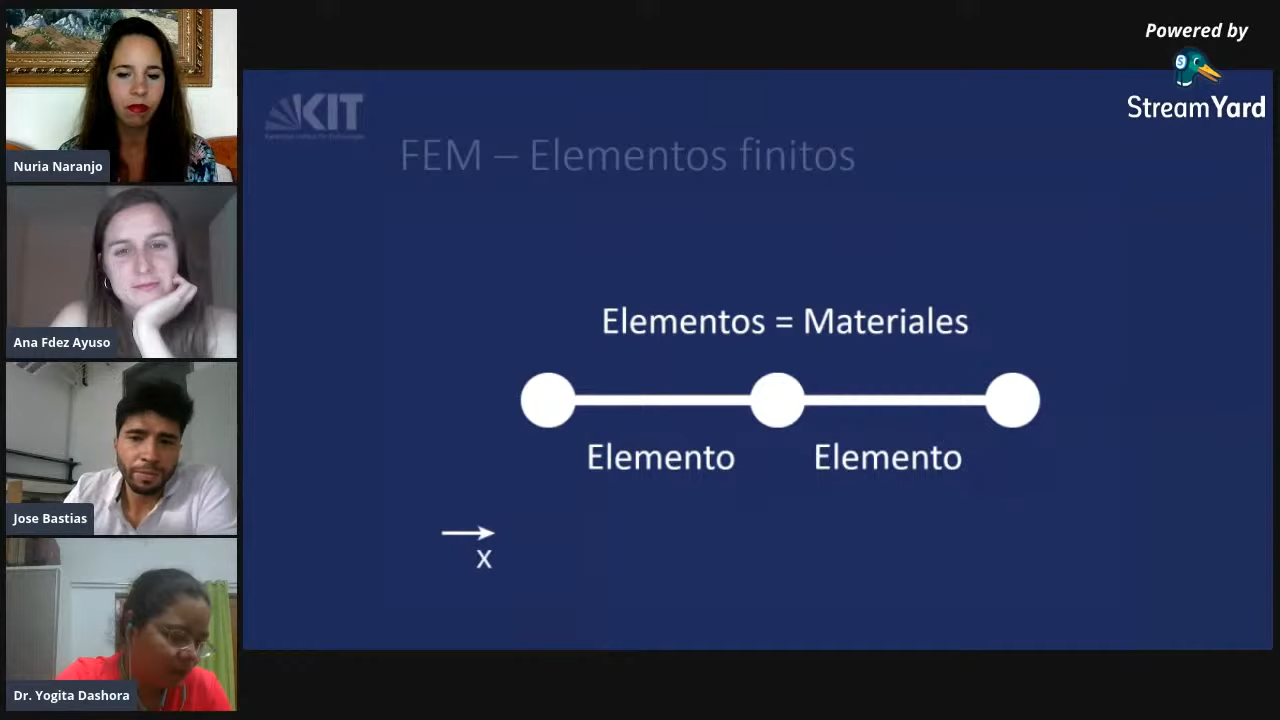 Powered by
StreamYard
KIT
FEM – Elementos finitos
Elementos = Materiales
Elemento Elemento
x
Nuria Naranjo
Ana Fdez Ayuso
Jose Bastias
Dr. Yogita Dashora